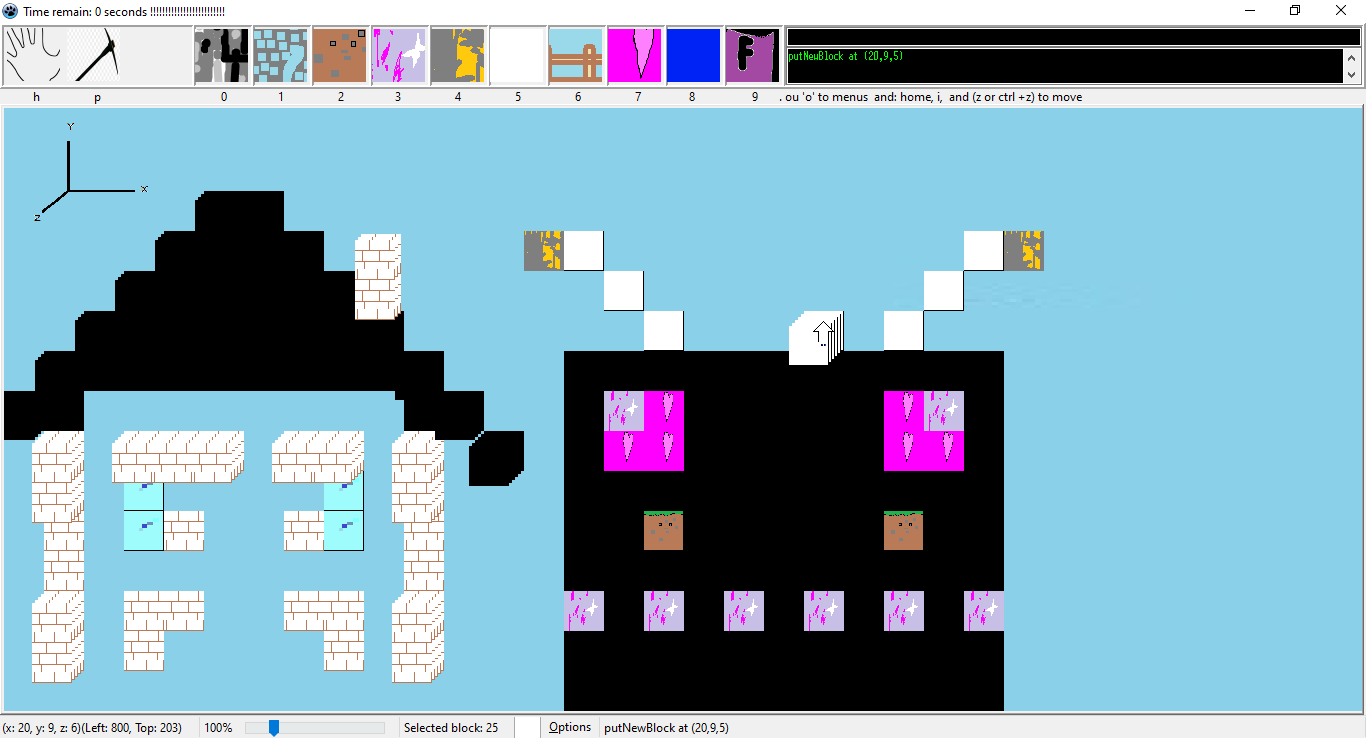 Time remain: 0 seconds !!!!!!!!!!!!!!!!!!!!!!!!!
putNewBlock at (20,9,5)
h p 0 1 2 3 4 5 6 7 8 9 . ou 'o' to menus and: home, i, and (z or ctrl +z) to move
Y
X
Z
F
(x: 20, y: 9, z: 6)(Left: 800, Top: 203) 100% Selected block: 25 Options putNewBlock at (20,9,5)